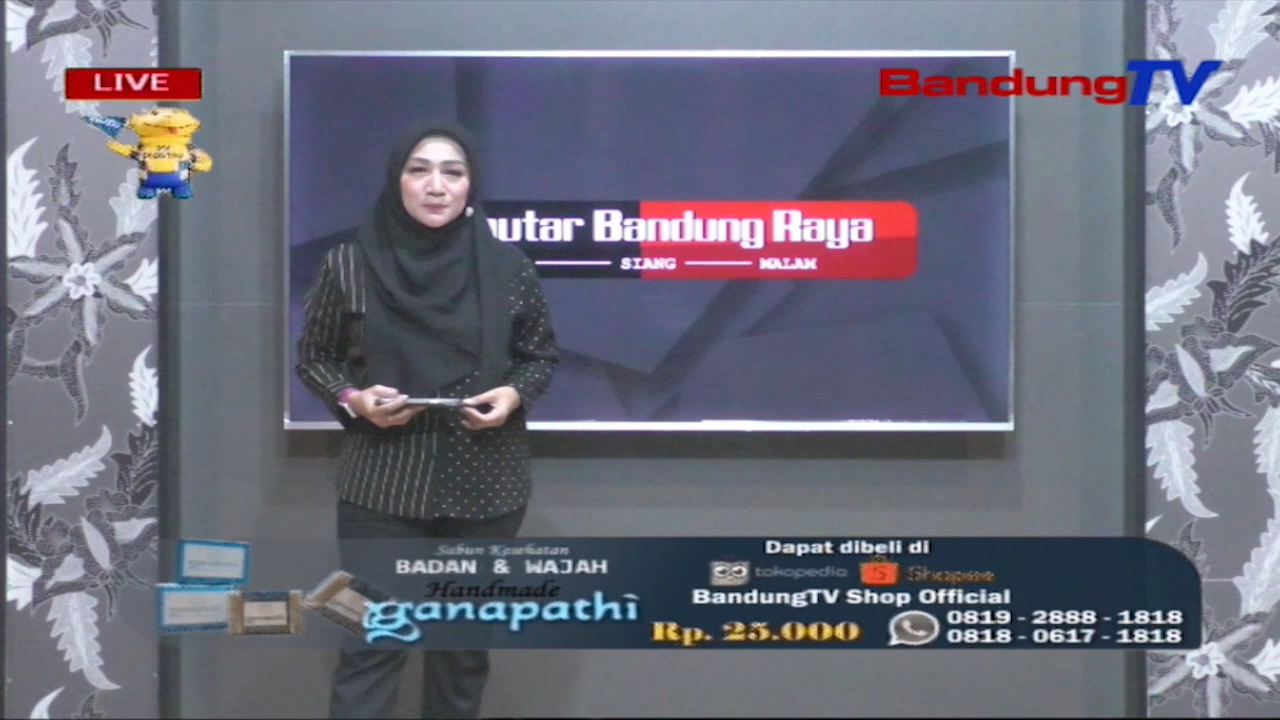 LIVE
BandungTV
utar Bandung Raya
SIANG
MALAM
Sabun Kesehatan
BADAN & WAJAH
Handmade
ganapathi
Dapat dibeli di
tokopedia
Shopee
BandungTV Shop Official
Rp. 25.000
0819 - 2888 - 1818
0818 - 0617 - 1818